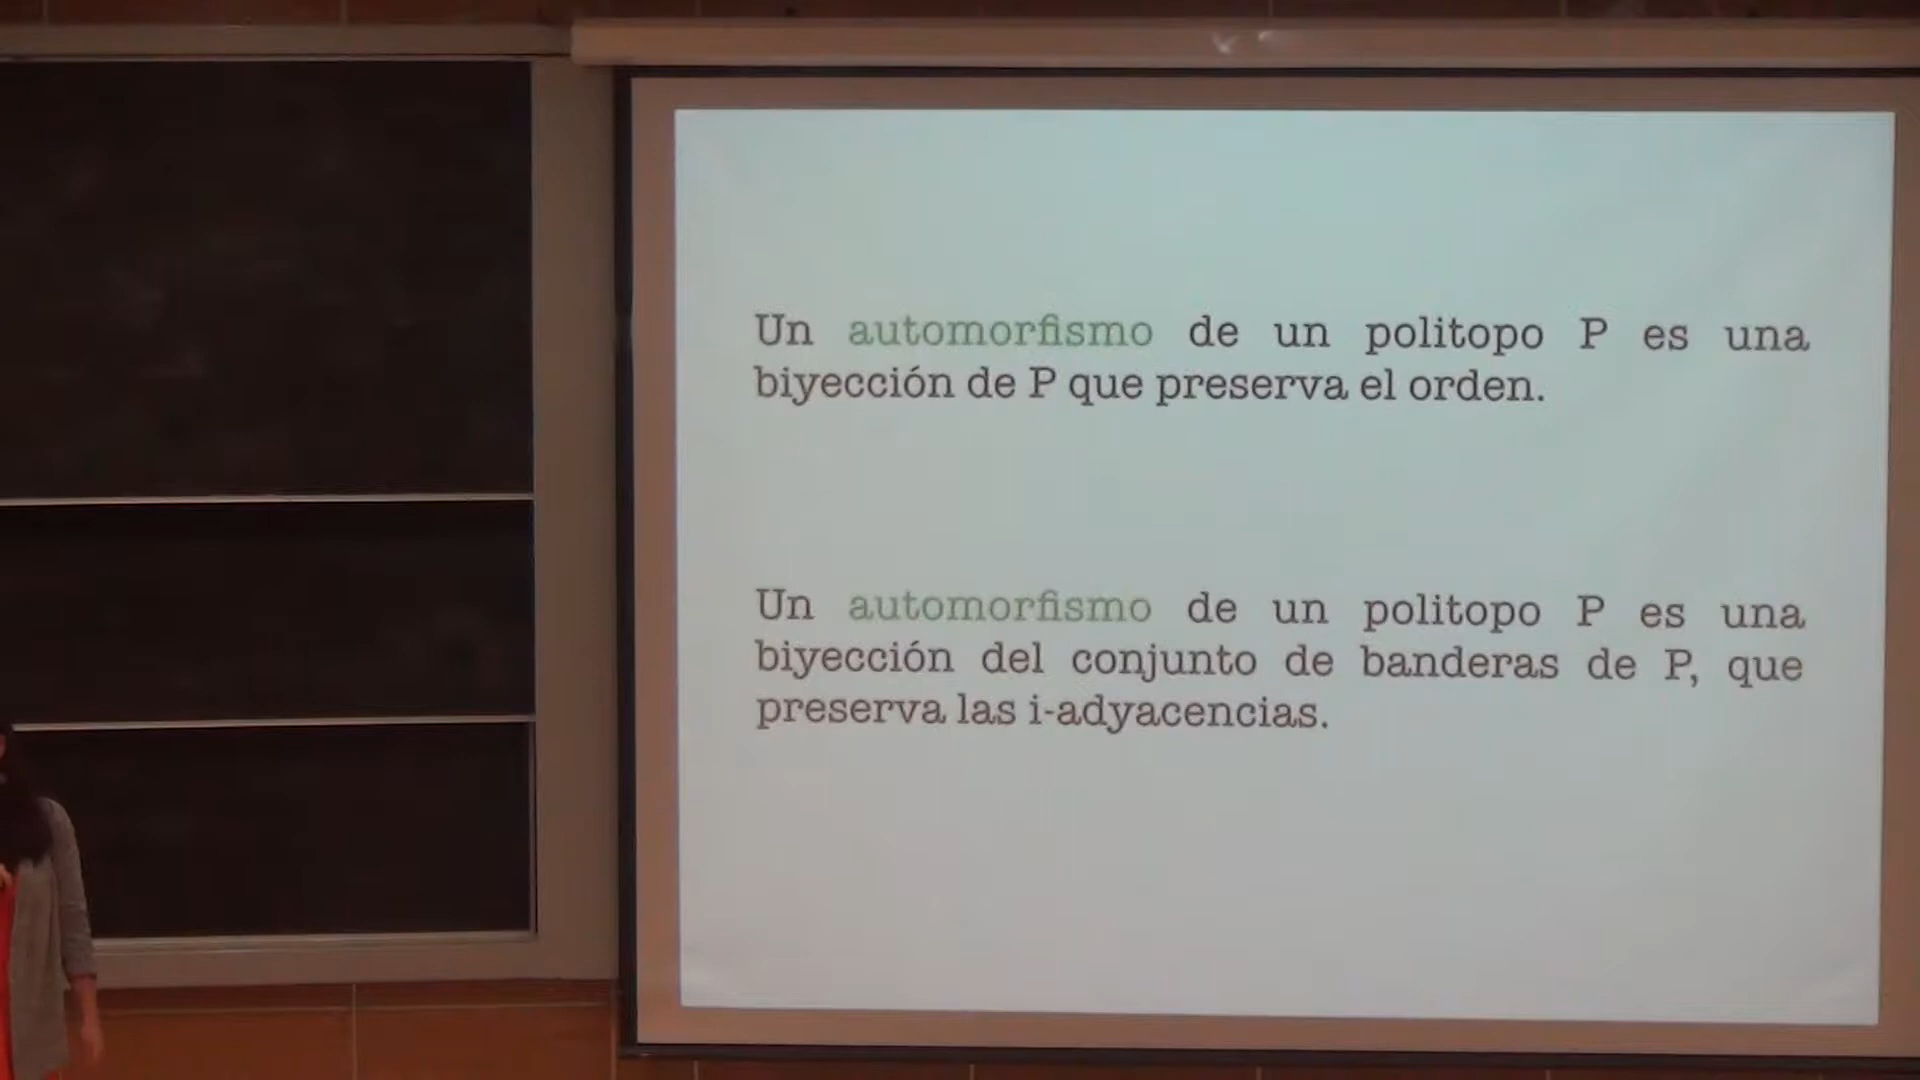 Un automorfismo de un politopo P es una
biyección de P que preserva el orden.
Un automorfismo de un politopo P es una
biyección del conjunto de banderas de P, que
preserva las i-adyacencias.